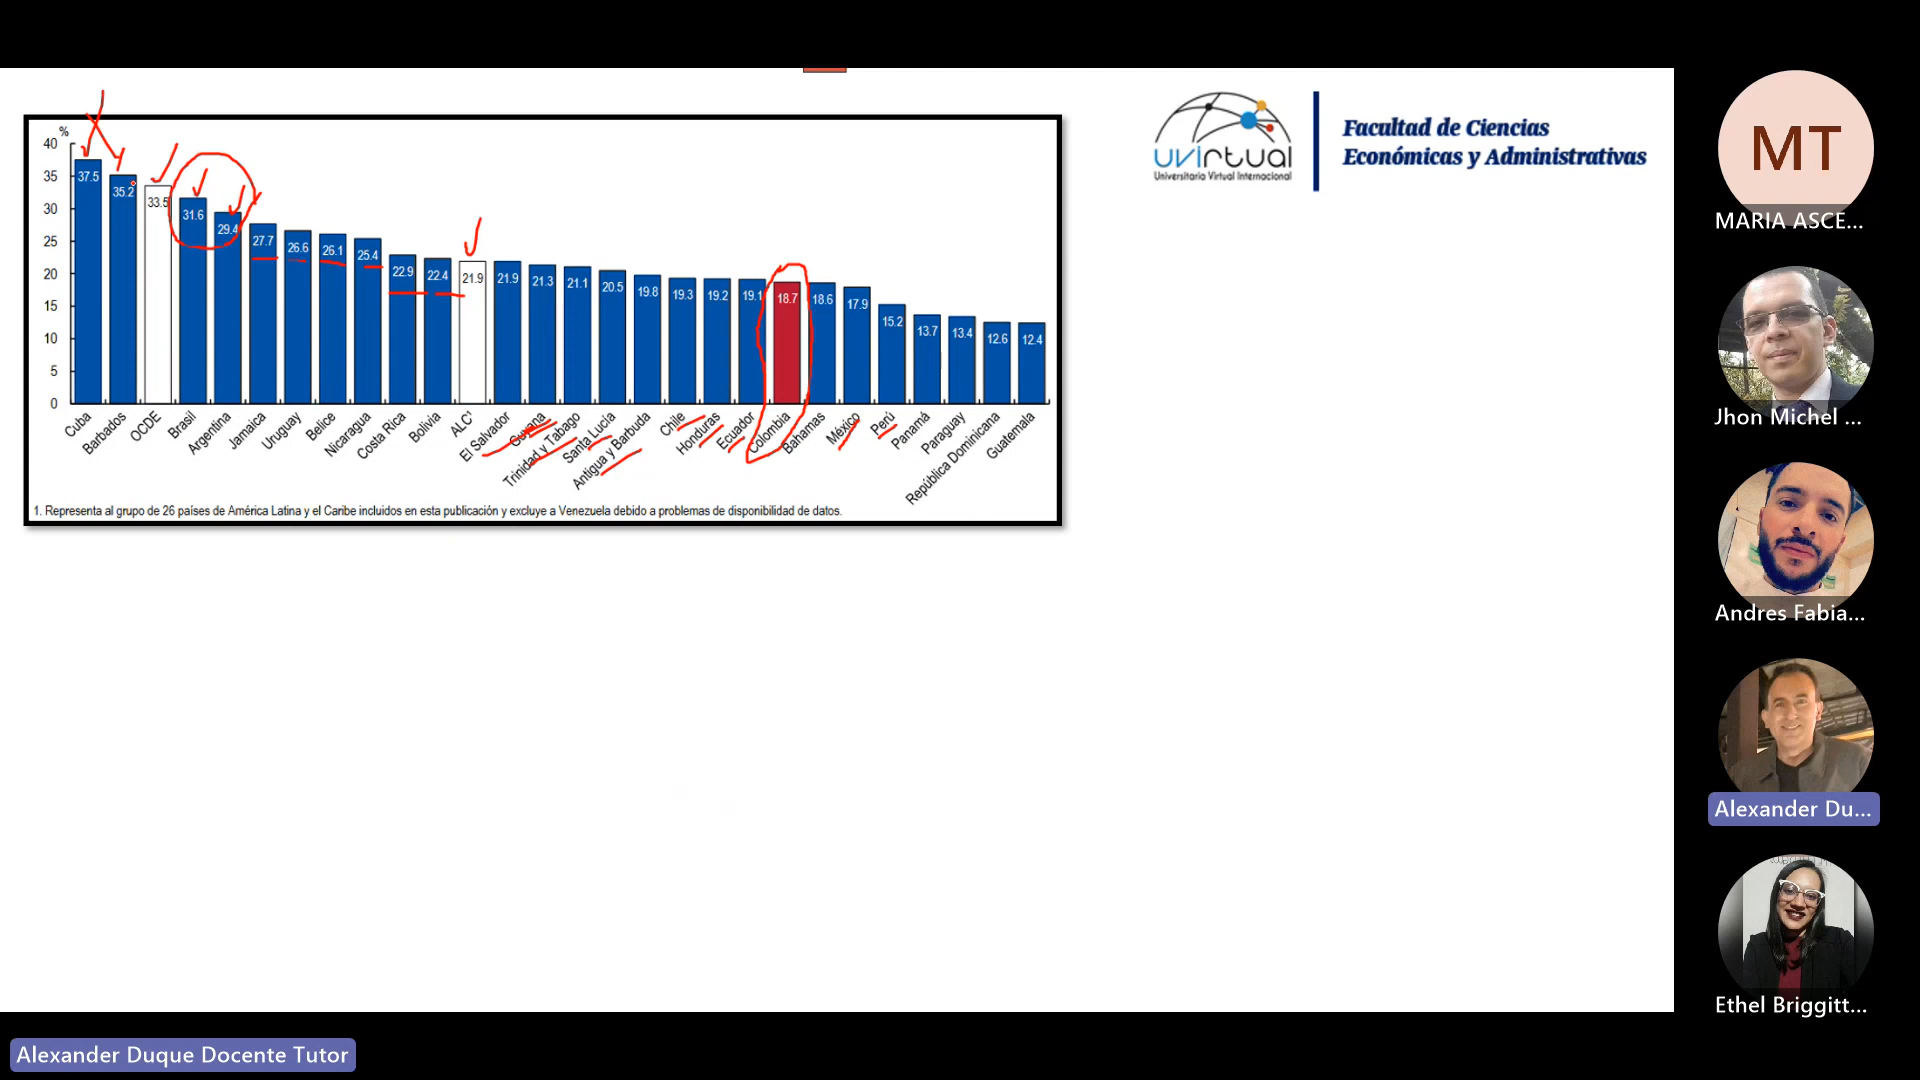 uvirtual
Universitaria Virtual Internacional
Facultad de Ciencias
Económicas y Administrativas
%
40
35
30
25
20
15
10
5
0
37.5 35.2 33.5 31.6 29.4 27.7 26.6 26.1 25.4 22.9 22.4 21.9 21.9 21.3 21.1 20.5 19.8 19.3 19.2 19.1 18.7 18.6 17.9 15.2 13.7 13.4 12.6 12.4
Cuba
Barbados
OCDE
Brasil
Argentina
Jamaica
Uruguay
Belice
Nicaragua
Costa Rica
Bolivia
ALC¹
El Salvador
Guyana
Trinidad y Tabago
Santa Lucía
Antigua y Barbuda
Chile
Honduras
Ecuador
Colombia
Bahamas
México
Perú
Panamá
Paraguay
República Dominicana
Guatemala
1. Representa al grupo de 26 países de América Latina y el Caribe incluidos en esta publicación y excluye a Venezuela debido a problemas de disponibilidad de datos.
MT
MARIA ASCE...
Jhon Michel ...
Andres Fabia...
Alexander Du...
Ethel Briggitt...
Alexander Duque Docente Tutor